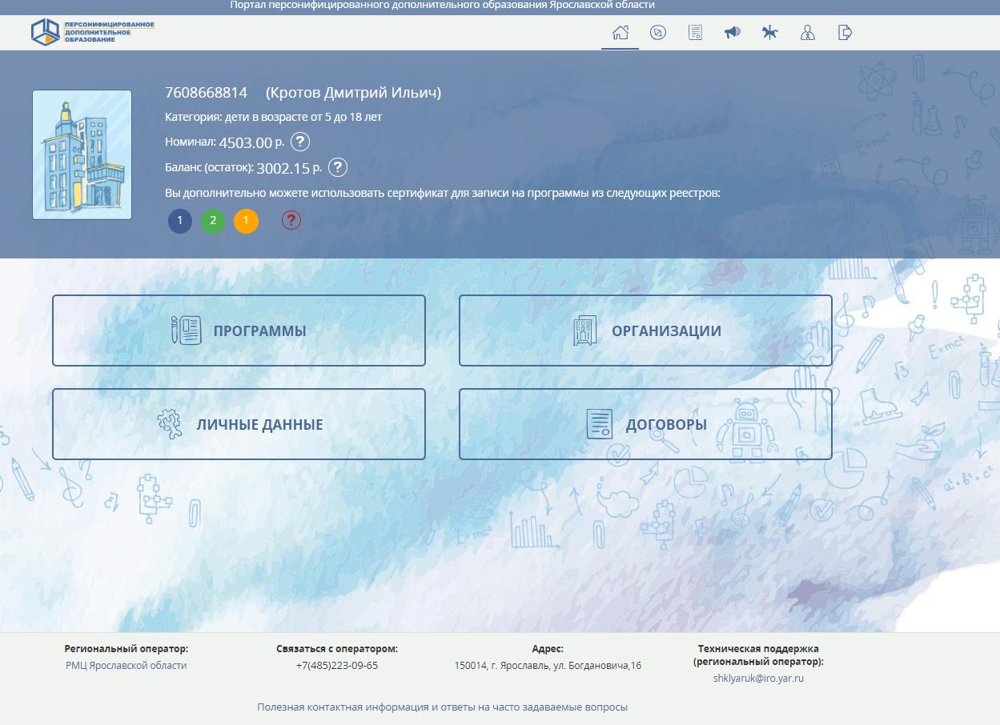 Портал персонифицированного дополнительного образования Ярославской области
ПЕРСОНИФИЦИРОВАННОЕ
ДОПОЛНИТЕЛЬНОЕ
ОБРАЗОВАНИЕ
7608668814 (Кротов Дмитрий Ильич)
Категория: дети в возрасте от 5 до 18 лет
Номинал: 4503.00 р. ?
Баланс (остаток): 3002.15 р. ?
Вы дополнительно можете использовать сертификат для записи на программы из следующих реестров:
1 2 1 ?
ПРОГРАММЫ
ОРГАНИЗАЦИИ
ЛИЧНЫЕ ДАННЫЕ
ДОГОВОРЫ
Региональный оператор:
РМЦ Ярославской области
Связаться с оператором:
+7(485)223-09-65
Адрес:
150014, г. Ярославль, ул. Богдановича,16
Техническая поддержка
(региональный оператор):
shklyaruk@iro.yar.ru
Полезная контактная информация и ответы на часто задаваемые вопросы